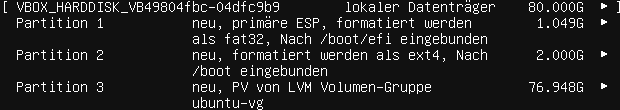 [ VBOX_HARDDISK_VB49804fbc-04dfc9b9 lokaler Datenträger 80.000G ▸ ]
Partition 1 neu, primäre ESP, formatiert werden 1.049G ▸
als fat32, Nach /boot/efi eingebunden
Partition 2 neu, formatiert werden als ext4, Nach 2.000G ▸
/boot eingebunden
Partition 3 neu, PV von LVM Volumen-Gruppe 76.948G ▸
ubuntu-vg